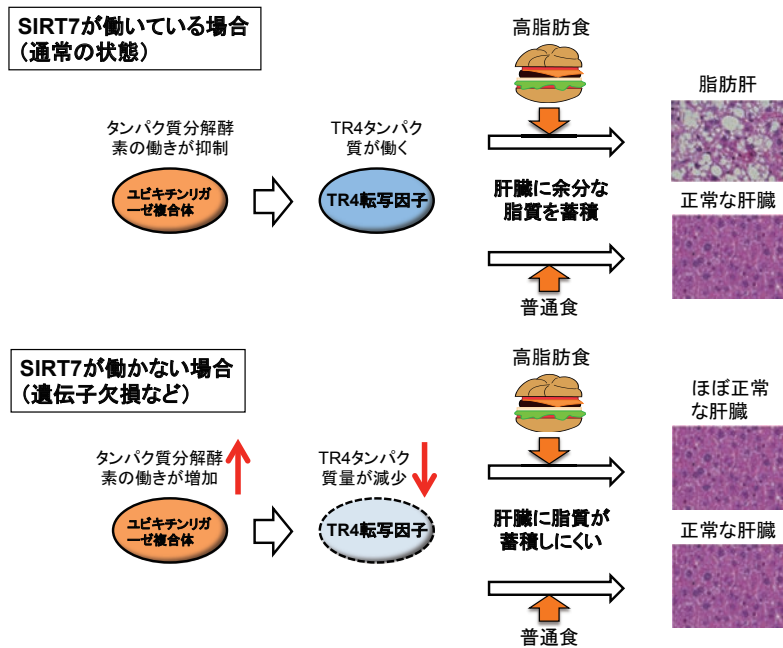 SIRT7が働いている場合
（通常の状態）
高脂肪食
脂肪肝
タンパク質分解酵
素の働きが抑制
TR4タンパク
質が働く
ユビキチンリガ
ーゼ複合体
TR4転写因子
肝臓に余分な
脂質を蓄積
正常な肝臓
普通食
SIRT7が働かない場合
（遺伝子欠損など）
高脂肪食
ほぼ正常
な肝臓
タンパク質分解酵
素の働きが増加
TR4タンパク
質量が減少
ユビキチンリガ
ーゼ複合体
TR4転写因子
肝臓に脂質が
蓄積しにくい
正常な肝臓
普通食